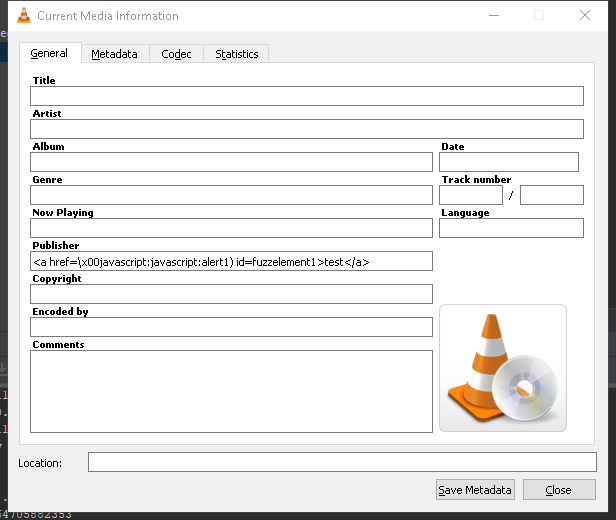 Current Media Information
General Metadata Codec Statistics
Title
Artist
Album Date
Genre Track number
/
Now Playing Language
Publisher
<a href=\x00javascript:javascript:alert1) id=fuzzelement1>test</a>
Copyright
Encoded by
Comments
Location:
Save Metadata Close
4705882353